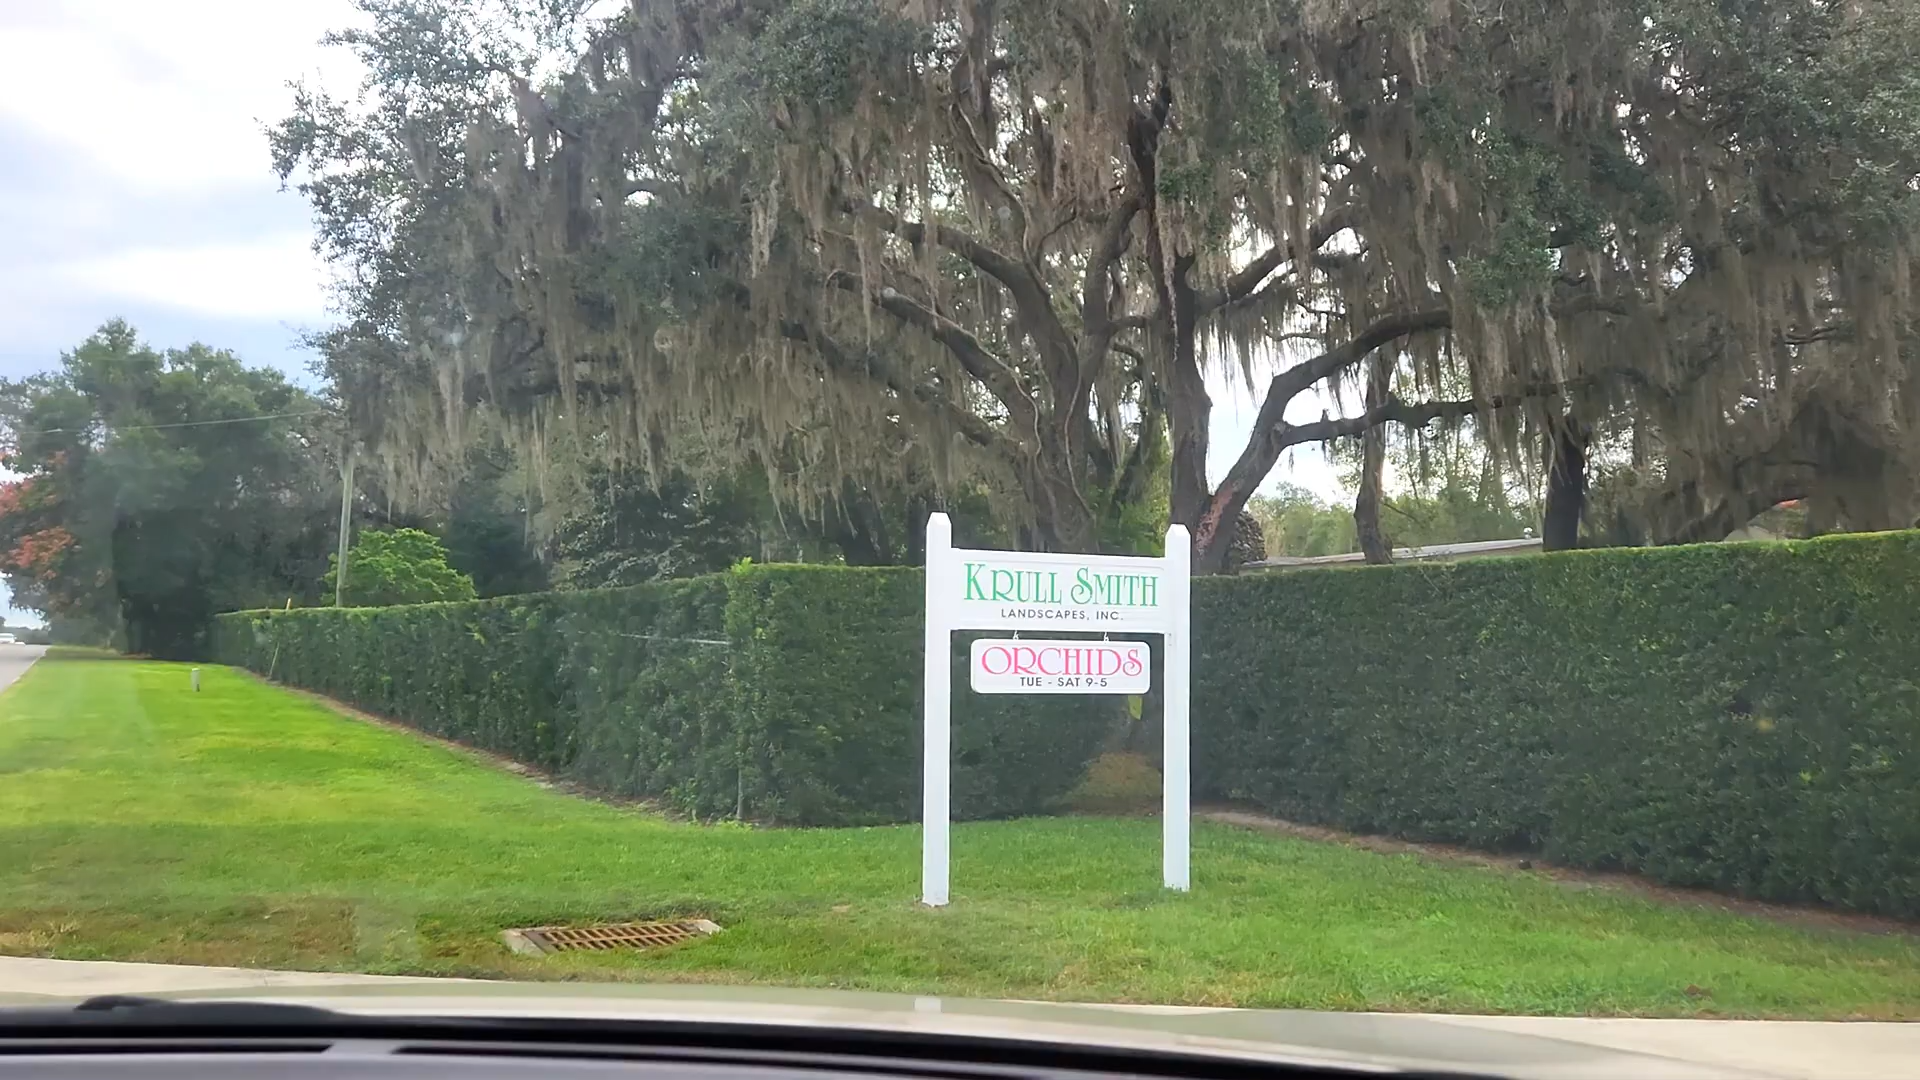 KRULL SMITH
LANDSCAPES, INC.
ORCHIDS
TUE - SAT 9-5